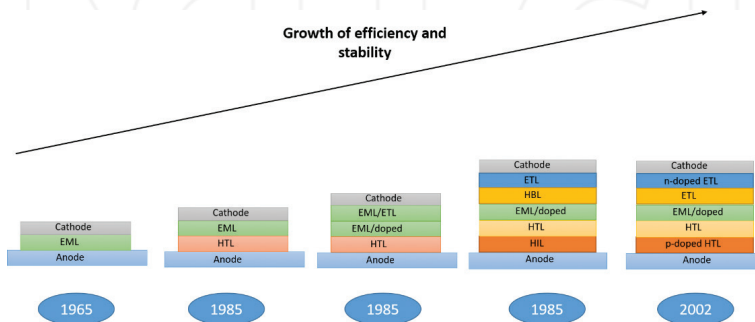 Growth of efficiency and
stability
Cathode
EML
Anode
1965
Cathode
EML
HTL
Anode
1985
Cathode
EML/ETL
EML/doped
HTL
Anode
1985
Cathode
ETL
HBL
EML/doped
HTL
HIL
Anode
1985
Cathode
n-doped ETL
ETL
EML/doped
HTL
p-doped HTL
Anode
2002